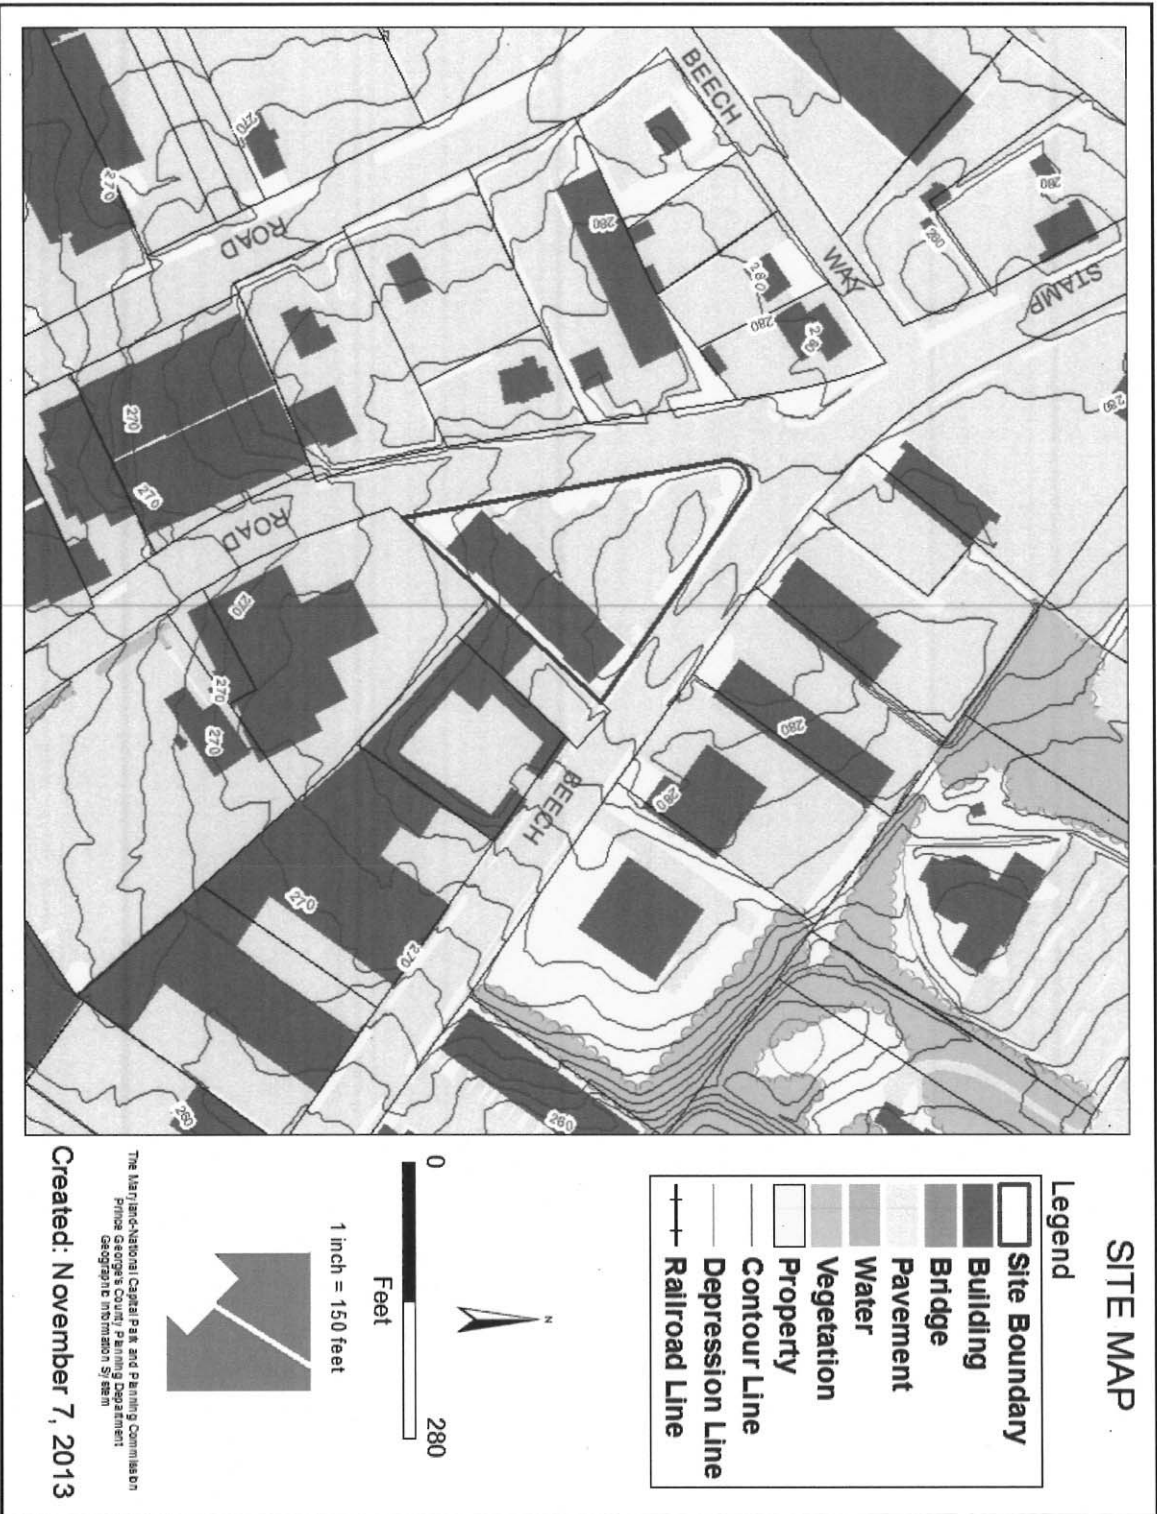 SITE MAP
Legend
Site Boundary
Building
Bridge
Pavement
Water
Vegetation
Property
Contour Line
Depression Line
Railroad Line
N
0
280
Feet
1 inch = 150 feet
The Maryland-National Capital Park and Planning Commission
Prince George's County Planning Department
Geographic Information System
Created: November 7, 2013
BEECH
WAY
STAMP
ROAD
ROAD
BEECH
270
270
280
280
280
280
280
280
270
270
270
270
270
280
280
270
270
260
260